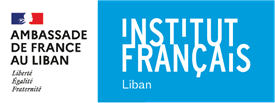 AMBASSADE
DE FRANCE
AU LIBAN
Liberté
Égalité
Fraternité
INSTITUT
FRANÇAIS
Liban